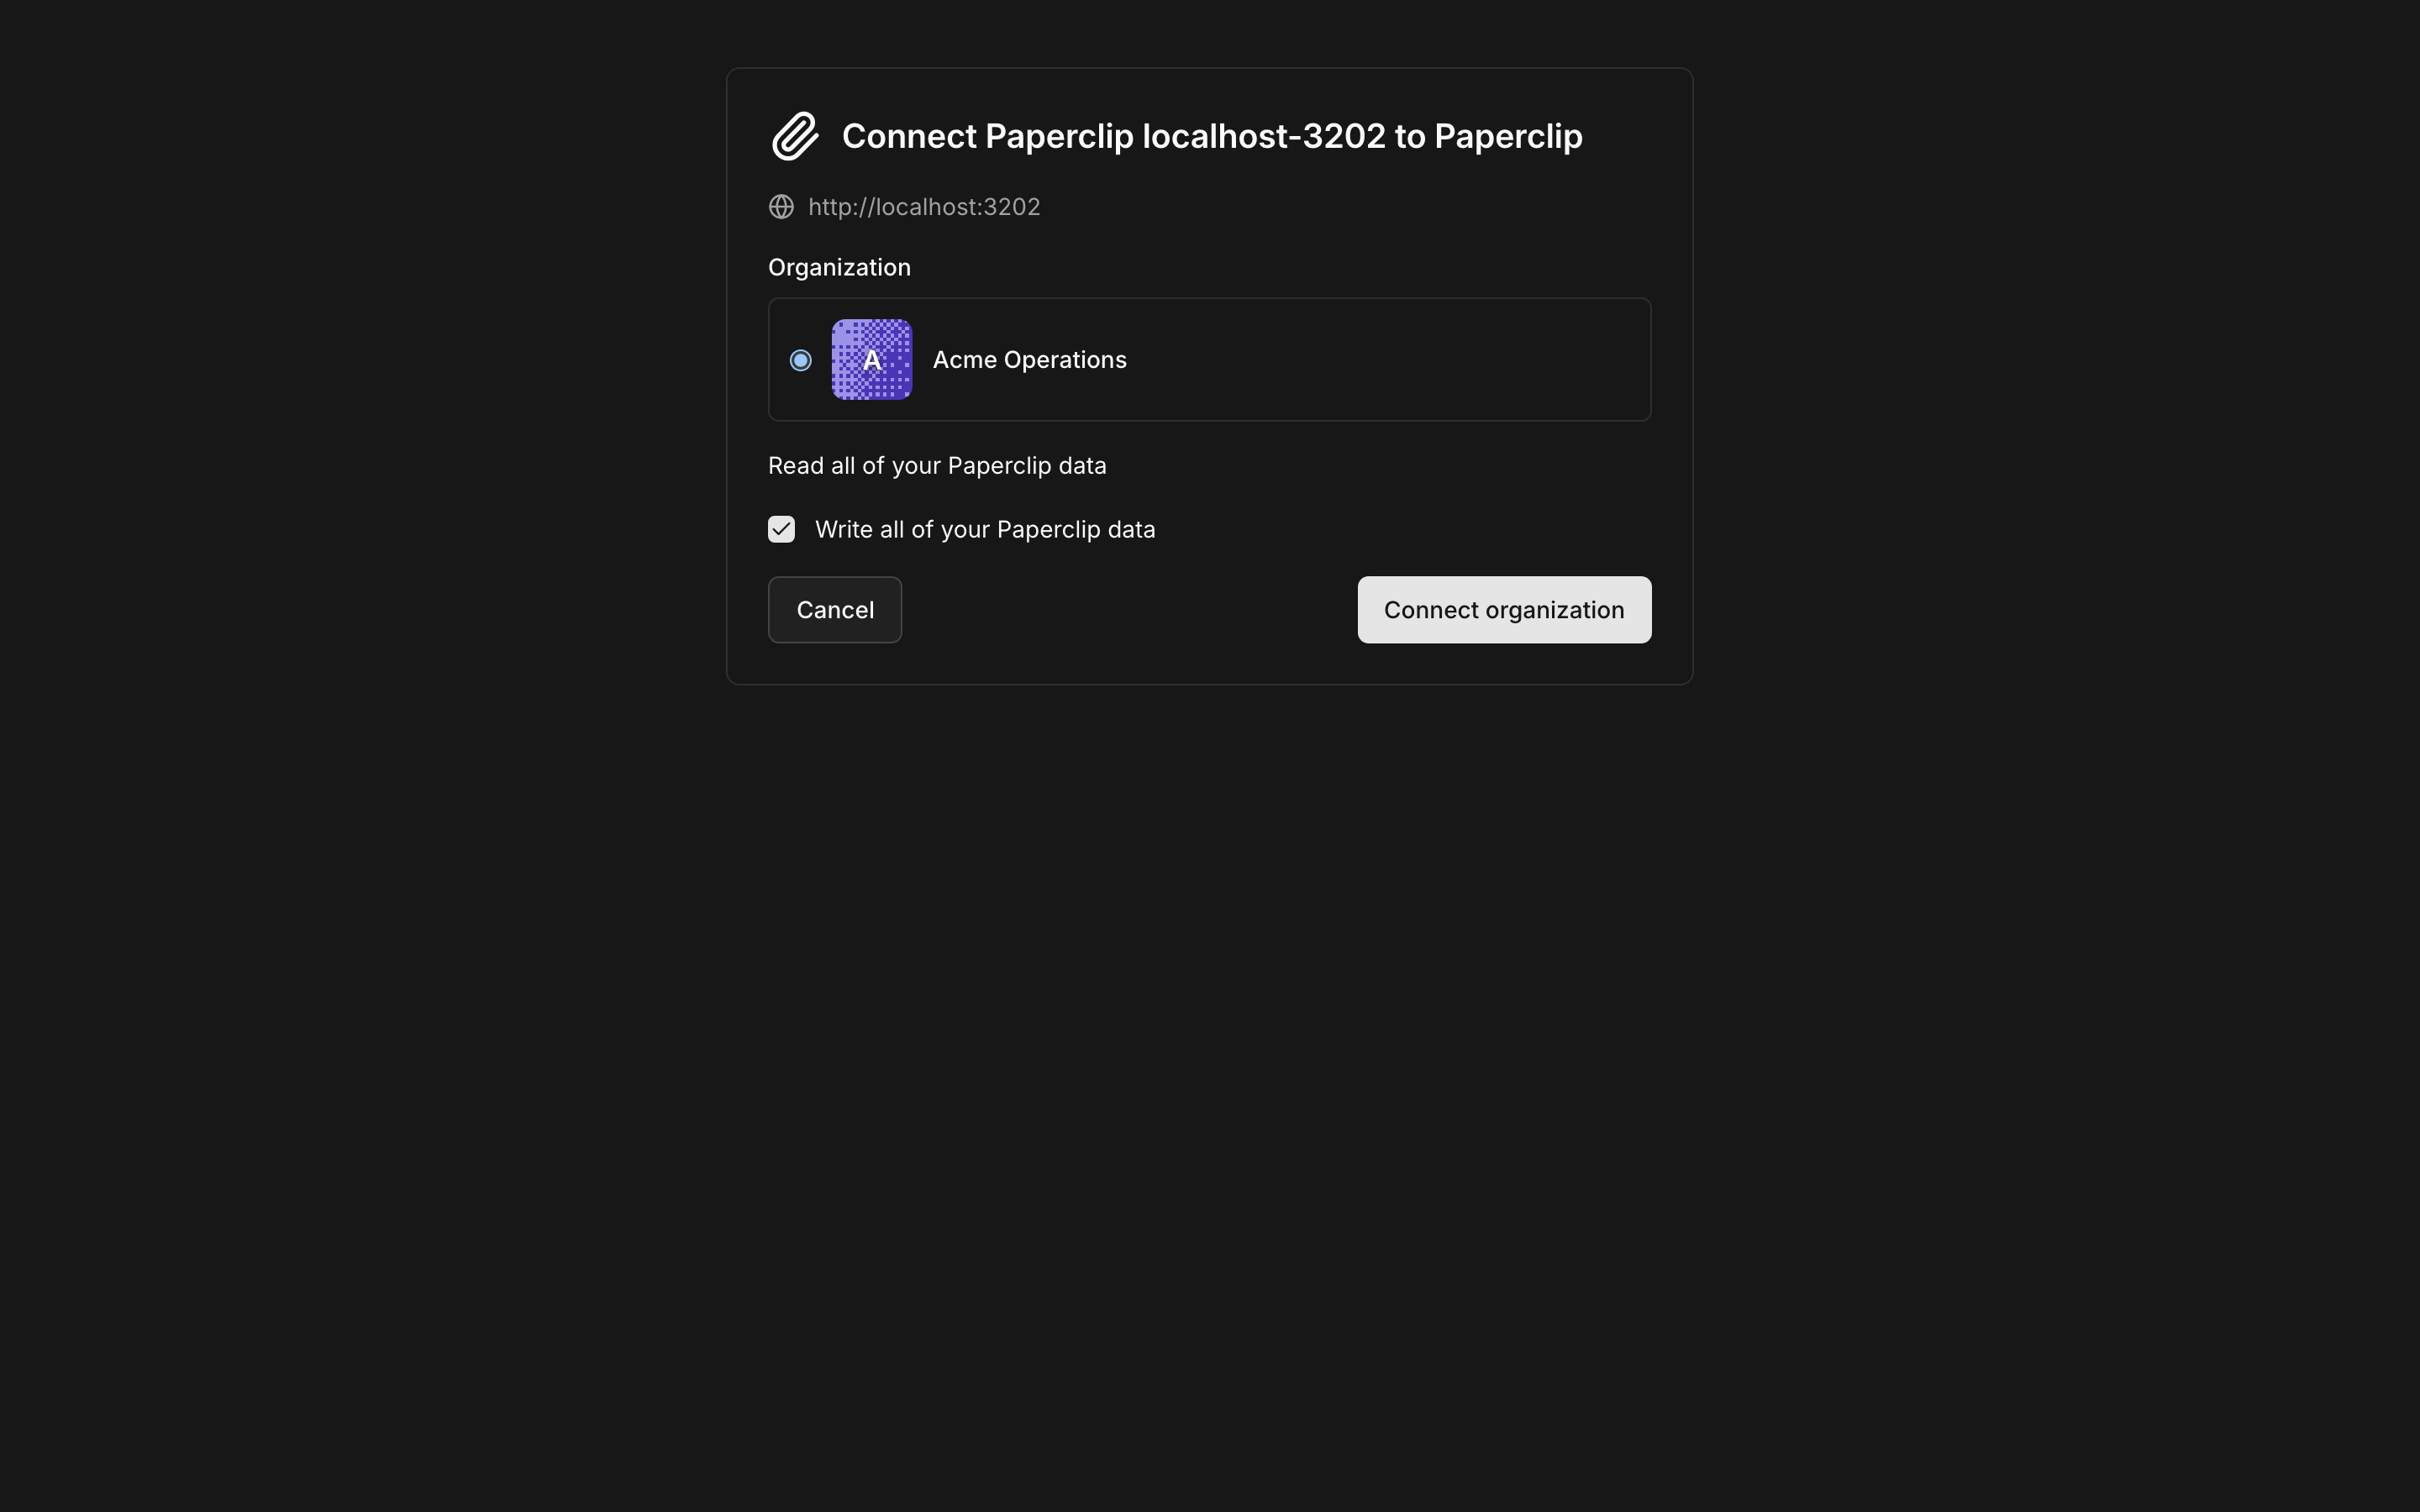 Connect Paperclip localhost-3202 to Paperclip
http://localhost:3202
Organization
A
Acme Operations
Read all of your Paperclip data
Write all of your Paperclip data
Cancel
Connect organization